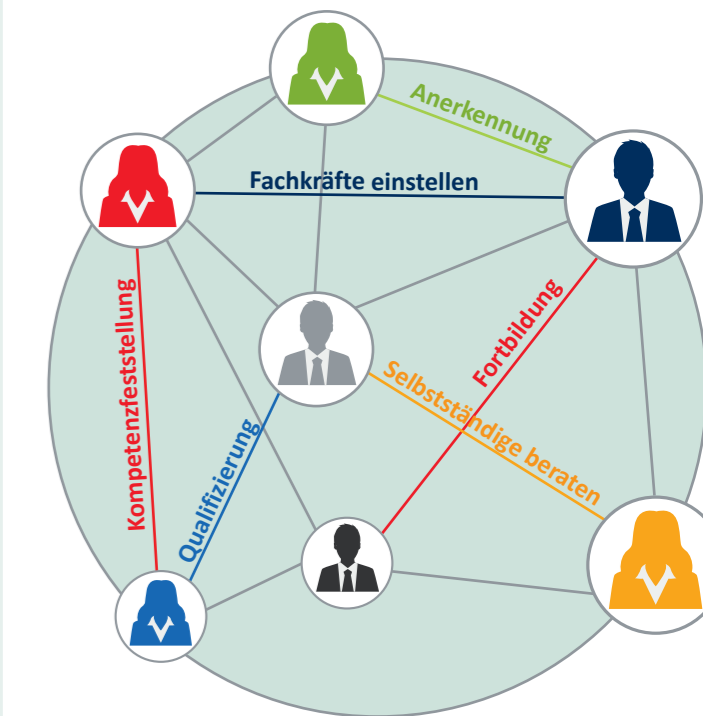 Anerkennung
Fachkräfte einstellen
Kompetenzfeststellung
Fortbildung
Selbstständige beraten
Qualifizierung